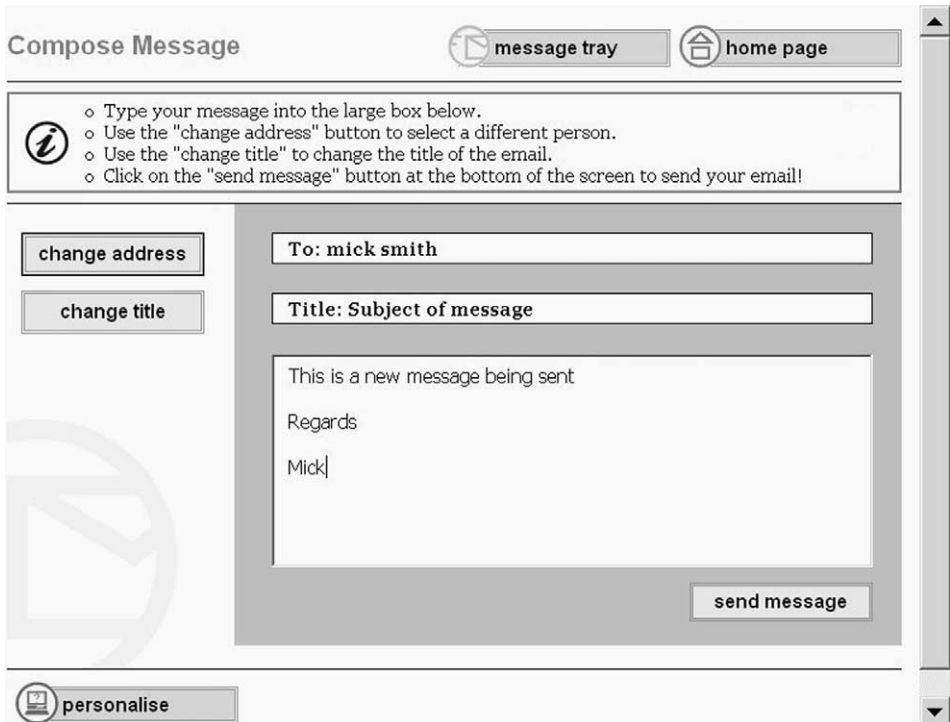 Compose Message
message tray
home page
Type your message into the large box below.
Use the "change address" button to select a different person.
Use the "change title" to change the title of the email.
Click on the "send message" button at the bottom of the screen to send your email!
change address
To: mick smith
change title
Title: Subject of message
This is a new message being sent
Regards
Mick
send message
personalise